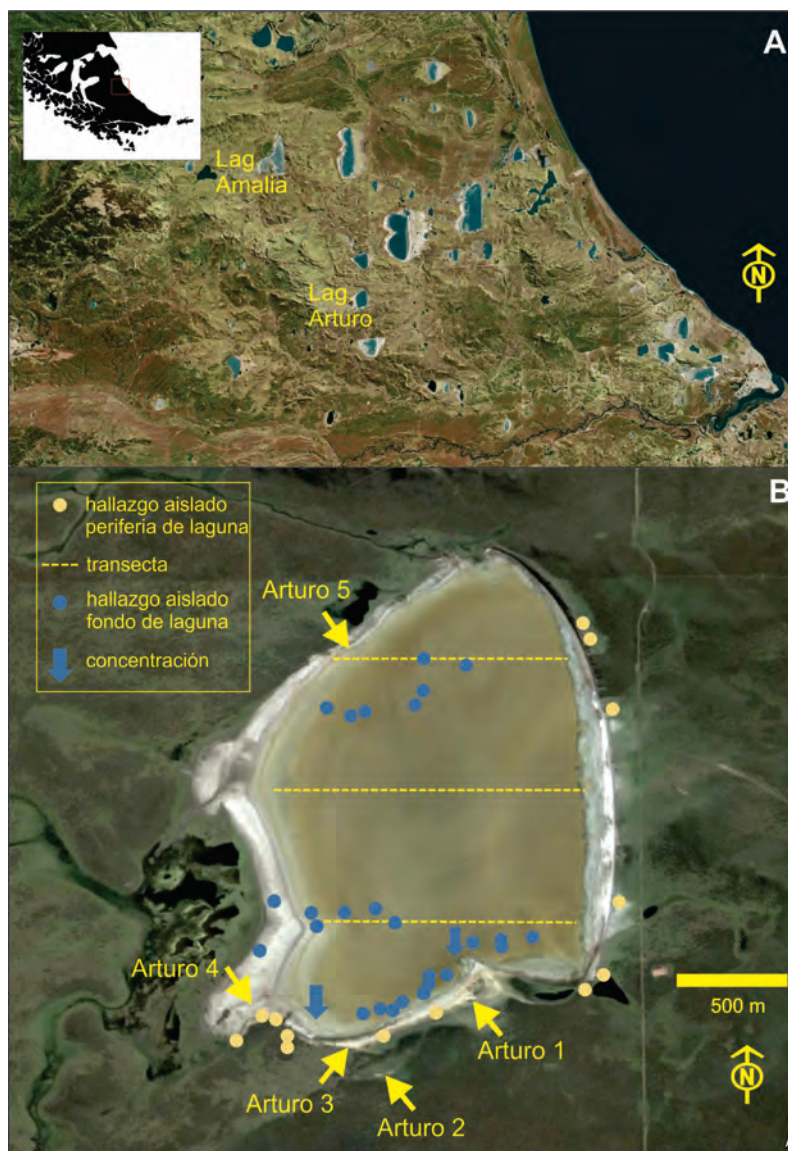 A
Lag.
Amalia
Lag.
Arturo
N
B
hallazgo aislado
periferia de laguna
transecta
hallazgo aislado
fondo de laguna
concentración
Arturo 5
Arturo 4
500 m
Arturo 1
Arturo 3
Arturo 2
N